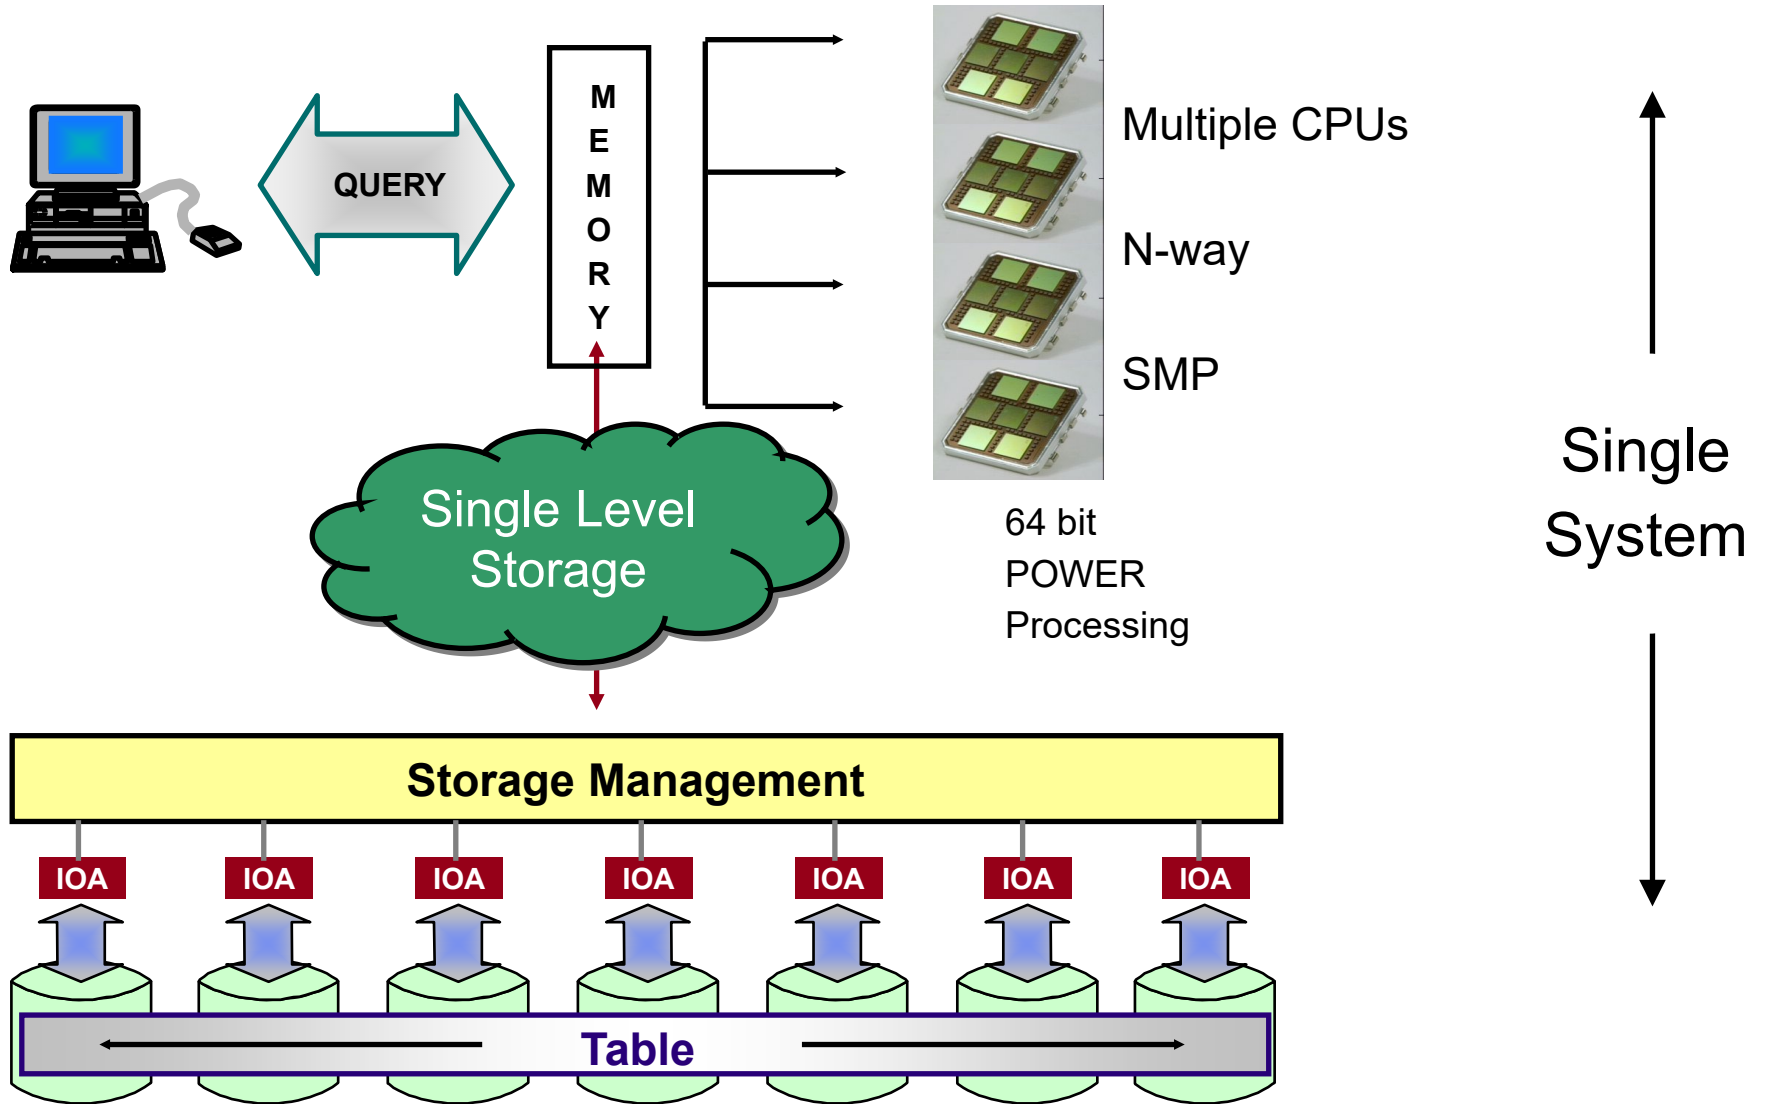 QUERY
M
E
M
O
R
Y
Multiple CPUs
N-way
SMP
64 bit
POWER
Processing
Single
System
Single Level
Storage
Storage Management
IOA
IOA
IOA
IOA
IOA
IOA
IOA
Table